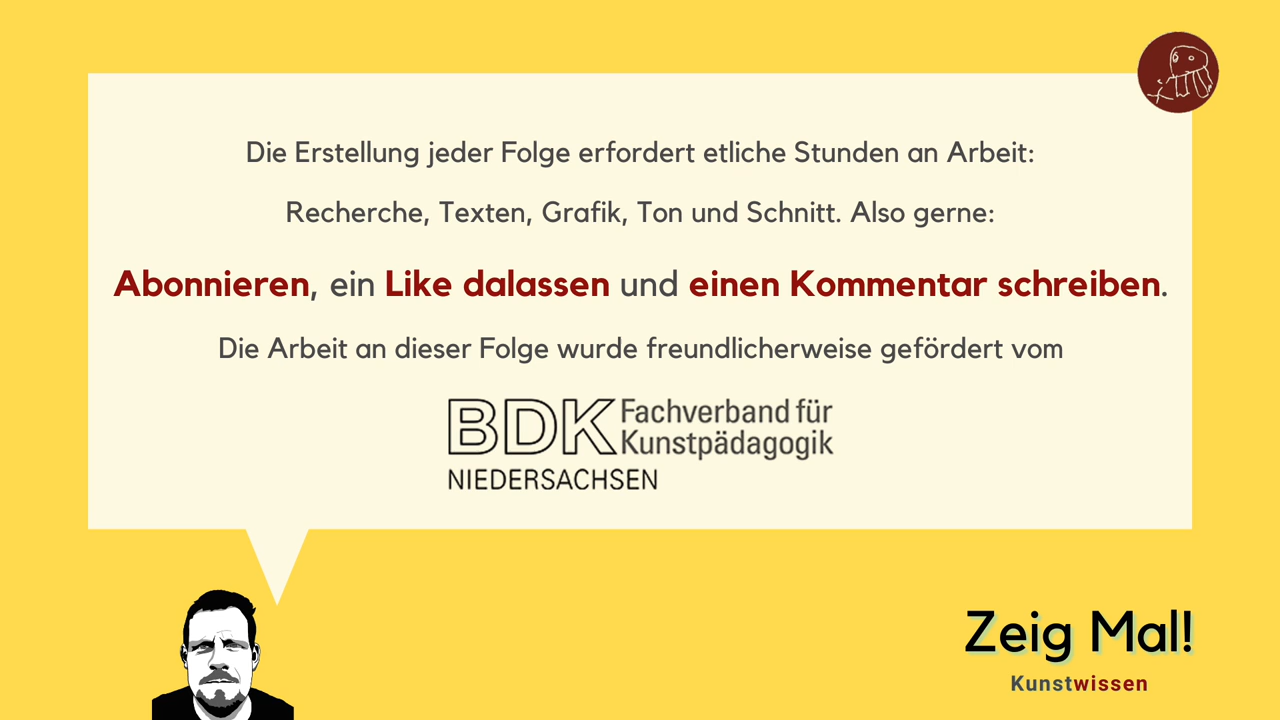 Die Erstellung jeder Folge erfordert etliche Stunden an Arbeit:
Recherche, Texten, Grafik, Ton und Schnitt. Also gerne:
Abonnieren, ein Like dalassen und einen Kommentar schreiben.
Die Arbeit an dieser Folge wurde freundlicherweise gefördert vom
BDK Fachverband für
Kunstpädagogik
NIEDERSACHSEN
Zeig Mal!
Kunstwissen